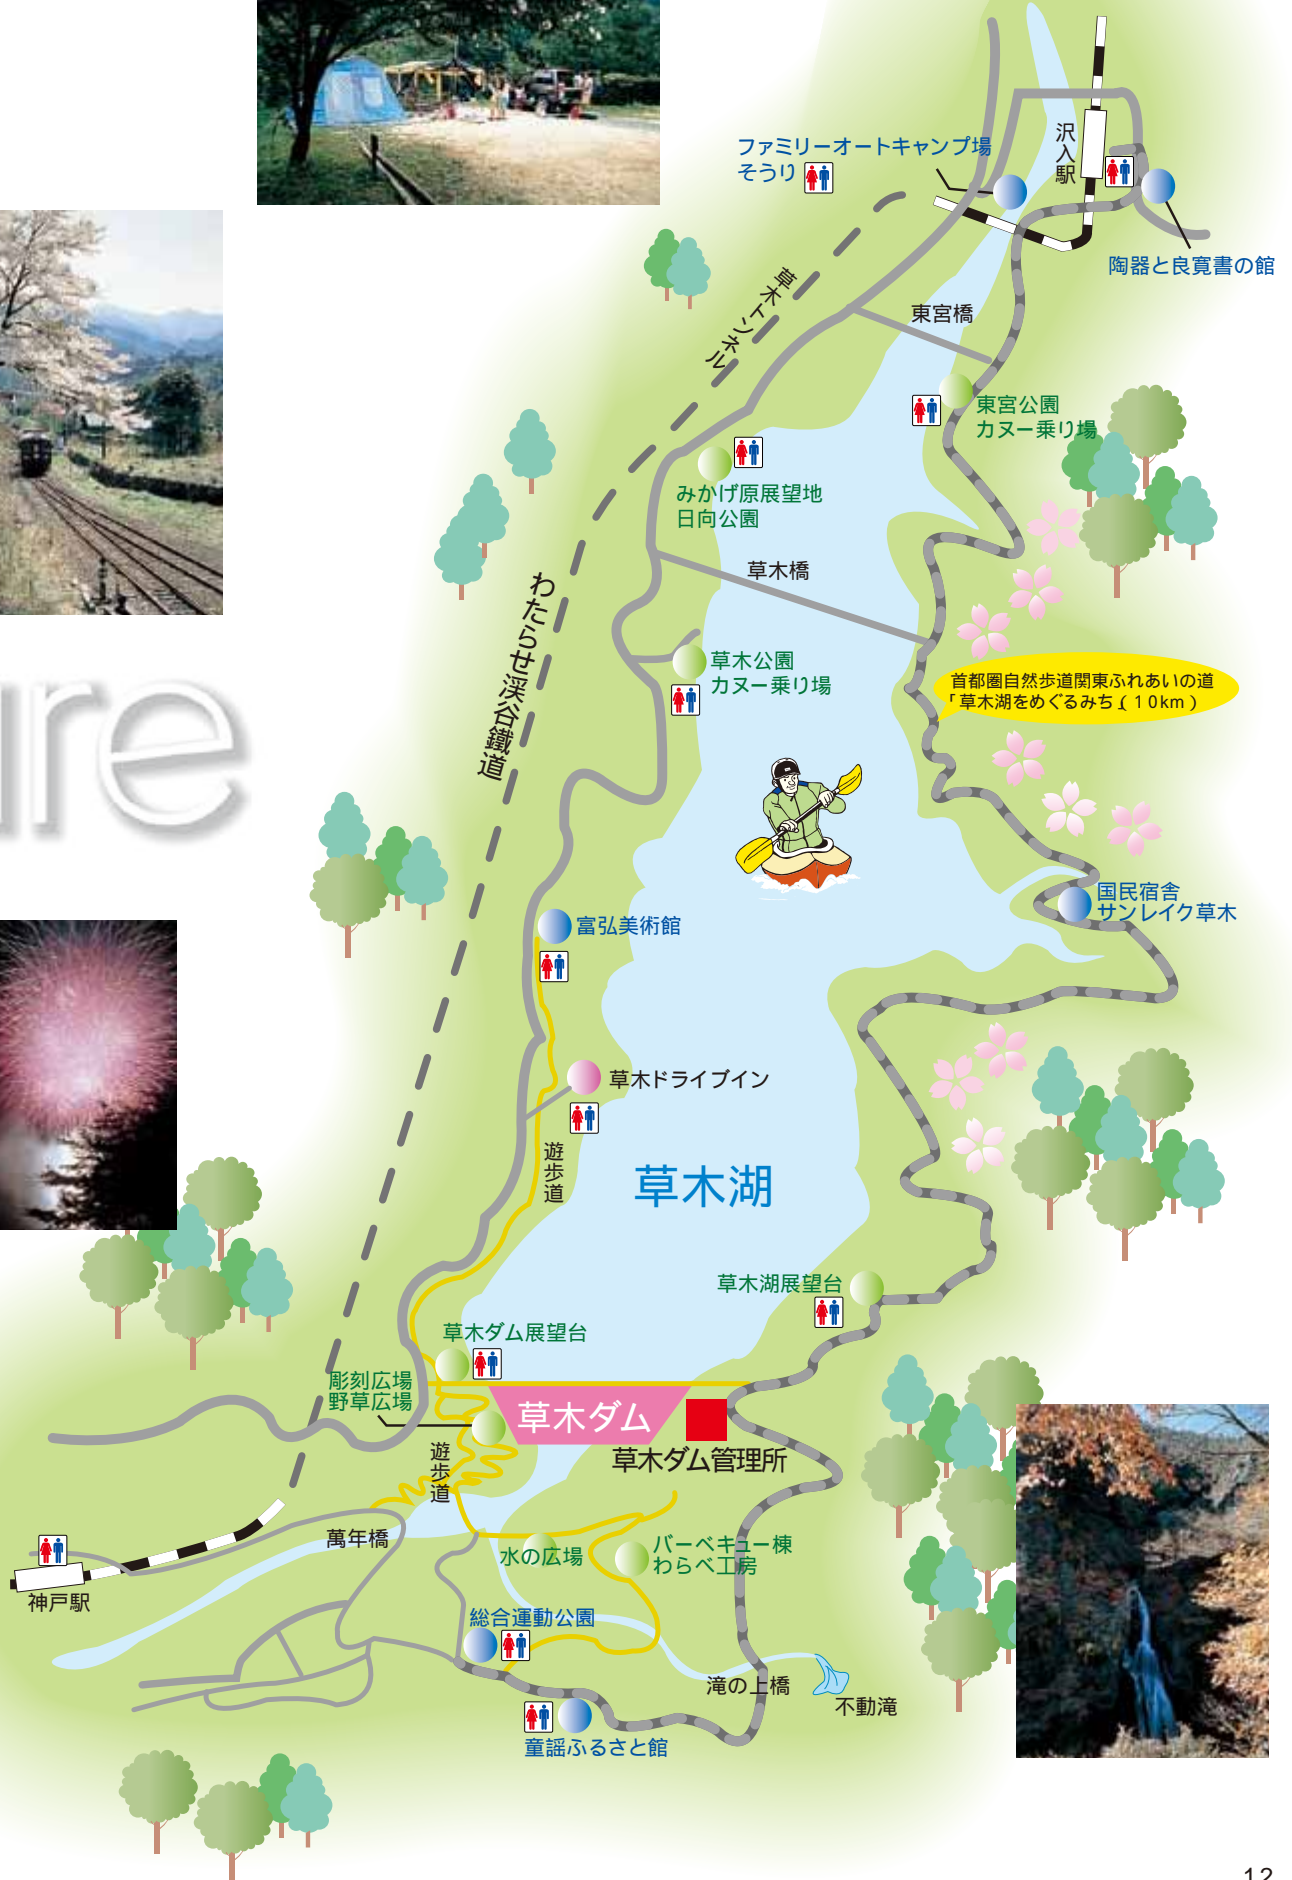 ファミリーオートキャンプ場
そうり
沢入駅
陶器と良寛書の館
草木トンネル
東宮橋
東宮公園
カヌー乗り場
みかげ原展望地
日向公園
草木橋
わたらせ渓谷鐵道
草木公園
カヌー乗り場
首都圏自然歩道関東ふれあいの道
「草木湖をめぐるみち（10km）
ure
国民宿舎
サンレイク草木
富弘美術館
草木ドライブイン
遊歩道
草木湖
草木湖展望台
草木ダム展望台
彫刻広場
野草広場
草木ダム
草木ダム管理所
遊歩道
萬年橋
水の広場
バーベキュー棟
わらべ工房
神戸駅
総合運動公園
滝の上橋
不動滝
童謡ふるさと館
12